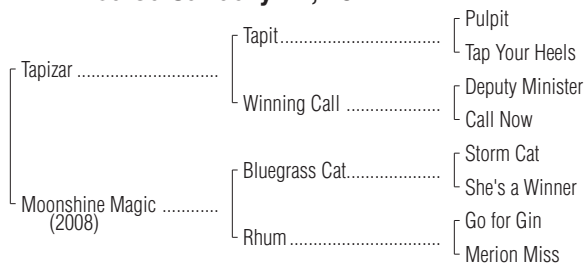 Pulpit
Tapit
Tap Your Heels
Tapizar
Deputy Minister
Winning Call
Call Now
Storm Cat
Bluegrass Cat
She's a Winner
Moonshine Magic
(2008)
Go for Gin
Rhum
Merion Miss